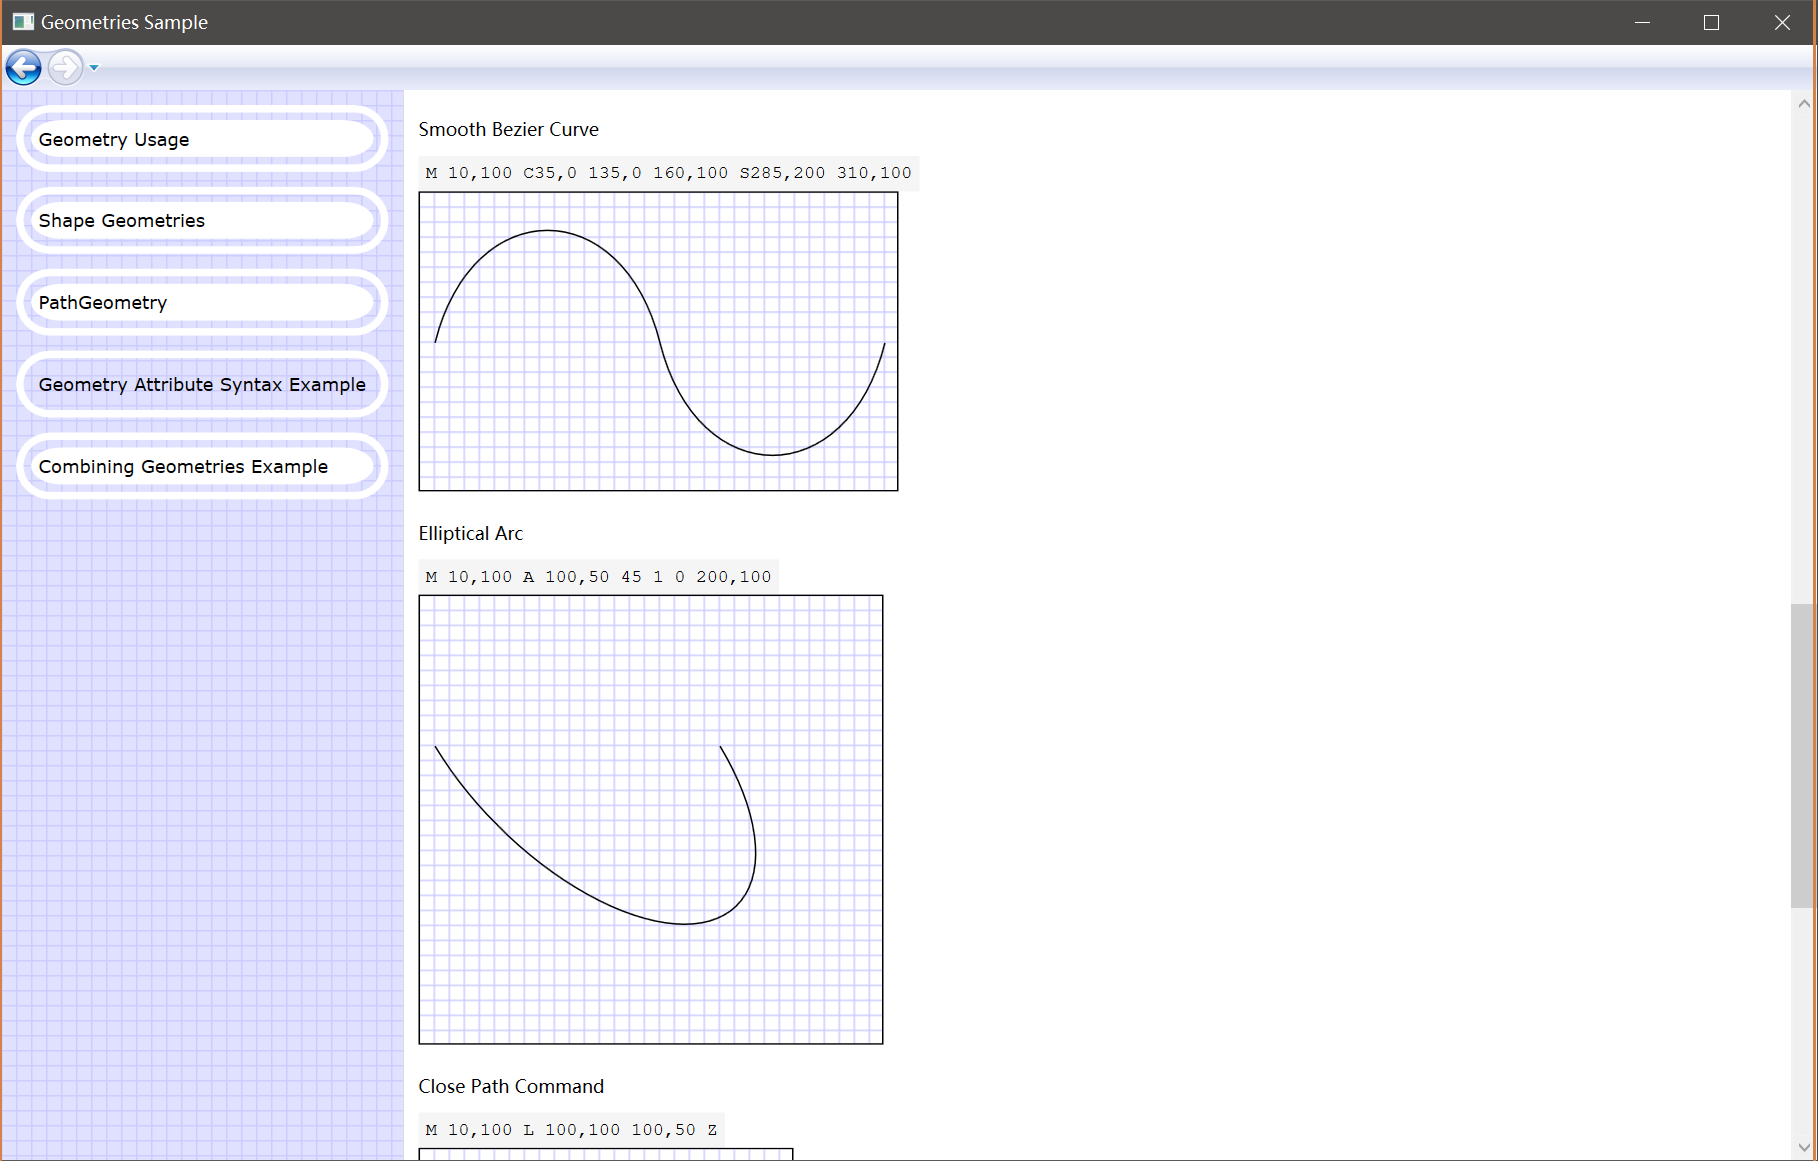 Geometries Sample
Geometry Usage
Shape Geometries
PathGeometry
Geometry Attribute Syntax Example
Combining Geometries Example
Smooth Bezier Curve
M 10,100 C35,0 135,0 160,100 S285,200 310,100
Elliptical Arc
M 10,100 A 100,50 45 1 0 200,100
Close Path Command
M 10,100 L 100,100 100,50 Z